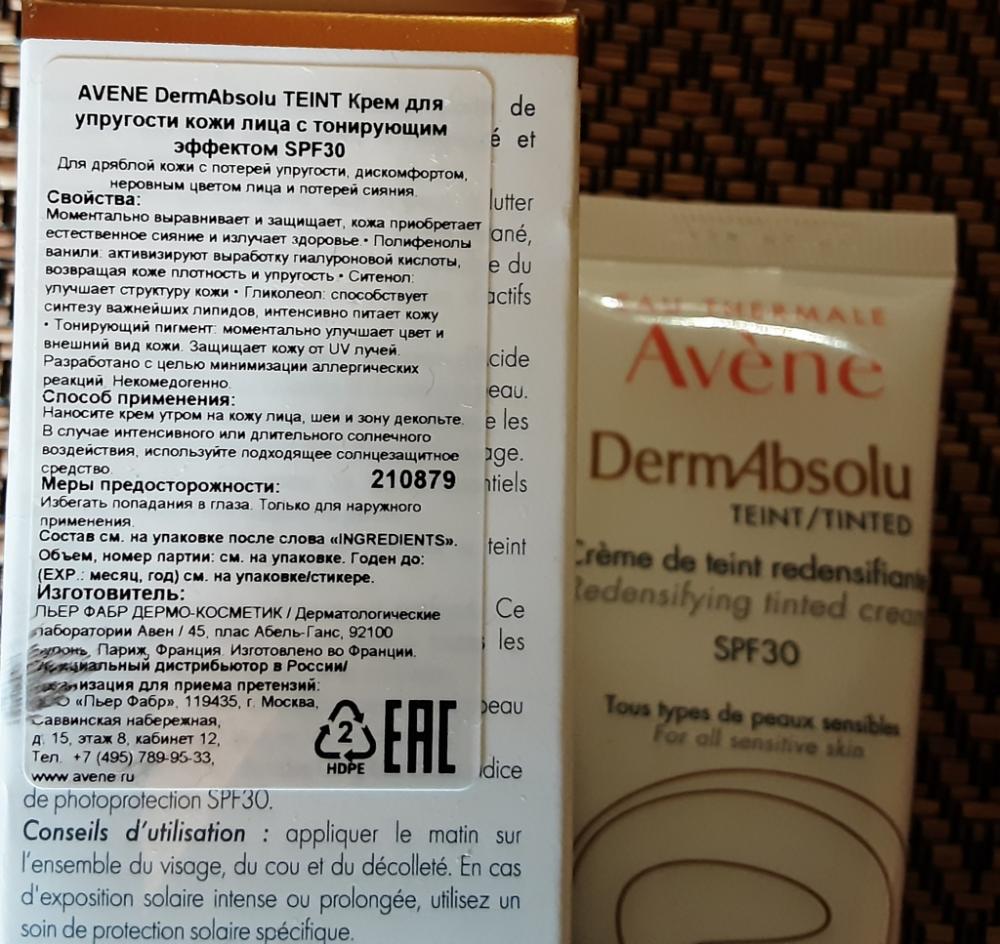 AVENE DermAbsolu TEINT Крем для
упругости кожи лица с тонирующим
эффектом SPF30
Для дряблой кожи с потерей упругости, дискомфортом,
неровным цветом лица и потерей сияния.
Свойства:
Моментально выравнивает и защищает, кожа приобретает
естественное сияние и излучает здоровье.• Полифенолы
ванили: активизируют выработку гиалуроновой кислоты,
возвращая коже плотность и упругость • Ситенол:
улучшает структуру кожи • Гликолеол: способствует
синтезу важнейших липидов, интенсивно питает кожу
• Тонирующий пигмент: моментально улучшает цвет и
внешний вид кожи. Защищает кожу от UV лучей.
Разработано с целью минимизации аллергических
реакций. Некомедогенно.
Способ применения:
Наносите крем утром на кожу лица, шеи и зону декольте.
В случае интенсивного или длительного солнечного
воздействия, используйте подходящее солнцезащитное
средство.
210879
Меры предосторожности:
Избегать попадания в глаза. Только для наружного
применения.
Состав см. на упаковке после слова «INGREDIENTS».
Объем, номер партии: см. на упаковке. Годен до:
(EXP.: месяц, год) см. на упаковке/стикере.
Изготовитель:
ПЬЕР ФАБР ДЕРМО-КОСМЕТИК / Дерматологические
лаборатории Авен / 45, плас Абель-Ганс, 92100
Париж, Франция. Изготовлено во Франции.
дистрибьютор в России/
для приема претензий:
«Пьер Фабр», 119435, г. Москва,
Саввинская набережная,
д. 15, этаж 8, кабинет 12,
Тел. +7 (495) 789-95-33,
www avene ru
2
HDPE
EAC
de
et
e du
e les
teint
Ce
les
de photoprotection SPF30.
Conseils d'utilisation : appliquer le matin sur
l'ensemble du visage, du cou et du décolleté. En cas
d'exposition solaire intense ou prolongée, utilisez un
soin de protection solaire spécifique.
EAU THERMALE
Avène
DermAbsolu
TEINT/TINTED
Crème de teint redensifiante
Redensifying tinted cream
SPF30
Tous types de peaux sensibles
For all sensitive skin